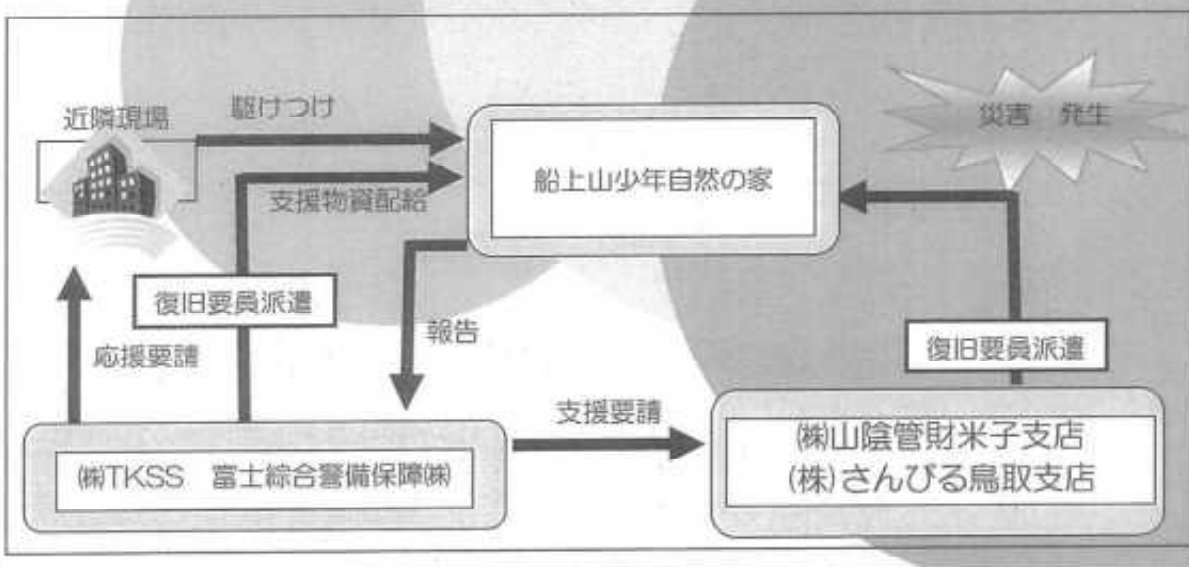 災害 発生
近隣現場
駆けつけ
船上山少年自然の家
支援物資配給
復旧要員派遣
報告
応援要請
復旧要員派遣
支援要請
㈱TKSS 富士綜合警備保障㈱
㈱山陰管財米子支店
(株)さんびる鳥取支店